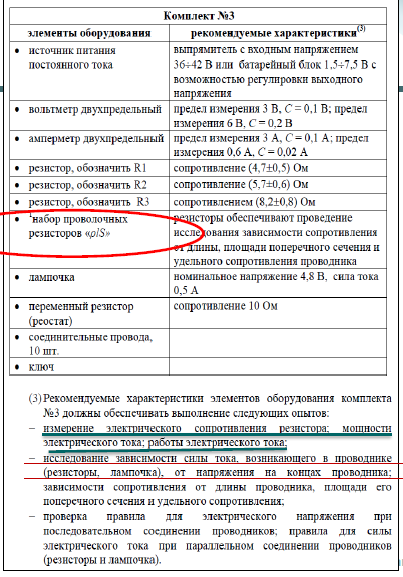 Комплект №3
элементы оборудования
рекомендуемые характеристики(3)
• источник питания постоянного тока
выпрямитель с входным напряжением
36÷42 В или батарейный блок 1,5÷7,5 В с
возможностью регулировки выходного
напряжения
• вольтметр двухпредельный
предел измерения 3 В, C = 0,1 В; предел
измерения 6 В, C = 0,2 В
• амперметр двухпредельный
предел измерения 3 А, C = 0,1 А; предел
измерения 0,6 А, C = 0,02 А
• резистор, обозначить R1
сопротивление (4,7±0,5) Ом
• резистор, обозначить R2
сопротивление (5,7±0,6) Ом
• резистор, обозначить R3
сопротивлением (8,2±0,8) Ом
• набор проволочных
резисторов «ρlS»
резисторы обеспечивают проведение
исследования зависимости сопротивления
от длины, площади поперечного сечения и
удельного сопротивления проводника
• лампочка
номинальное напряжение 4,8 В, сила тока
0,5 А
• переменный резистор
(реостат)
сопротивление 10 Ом
• соединительные провода,
10 шт.
• ключ
(3) Рекомендуемые характеристики элементов оборудования комплекта
№3 должны обеспечивать выполнение следующих опытов:
– измерение электрического сопротивления резистора; мощности
электрического тока; работы электрического тока;
– исследование зависимости силы тока, возникающего в проводнике
(резисторы, лампочка), от напряжения на концах проводника;
зависимости сопротивления от длины проводника, площади его
поперечного сечения и удельного сопротивления;
– проверка правила для электрического напряжения при
последовательном соединении проводников; правила для силы
электрического тока при параллельном соединении проводников
(резисторы и лампочка).